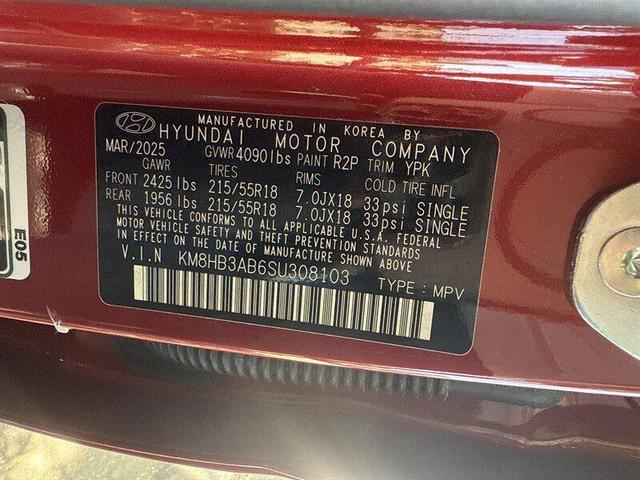 MANUFACTURED IN KOREA BY
HYUNDAI MOTOR COMPANY
MAR/2025 GVWR 4090 lbs PAINT R2P TRIM YPK
GAWR TIRES RIMS COLD TIRE INFL
FRONT 2425 lbs 215/55R18 7.0JX18 33psi SINGLE
REAR 1956 lbs 215/55R18 7.0JX18 33psi SINGLE
THIS VEHICLE CONFORMS TO ALL APPLICABLE U.S.A. FEDERAL
MOTOR VEHICLE SAFETY AND THEFT PREVENTION STANDARDS
IN EFFECT ON THE DATE OF MANUFACTURE SHOWN ABOVE
V.I.N KM8HB3AB6SU308103
TYPE : MPV
E05